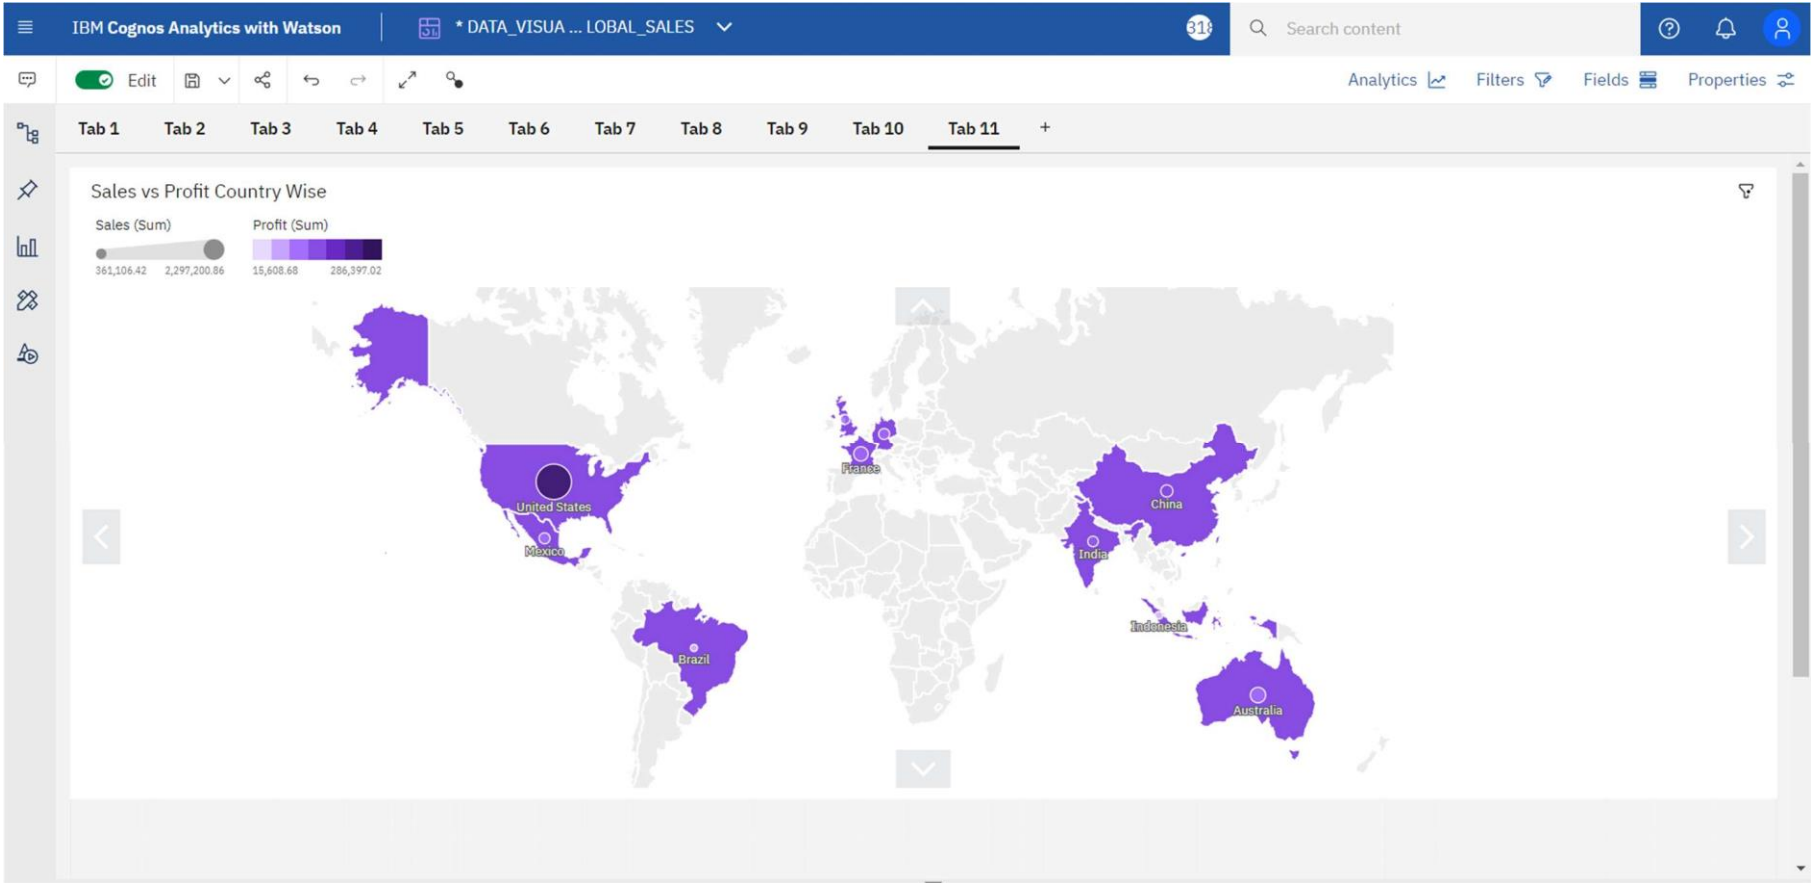 IBM Cognos Analytics with Watson
* DATA_VISUA ... LOBAL_SALES
318
Search content
Edit
Analytics
Filters
Fields
Properties
Tab 1 Tab 2 Tab 3 Tab 4 Tab 5 Tab 6 Tab 7 Tab 8 Tab 9 Tab 10 Tab 11 +
Sales vs Profit Country Wise
Sales (Sum) Profit (Sum)
361,106.42 2,297,200.86 15,608.68 286,397.02
France
United States
China
Mexico
India
Indonesia
Brazil
Australia